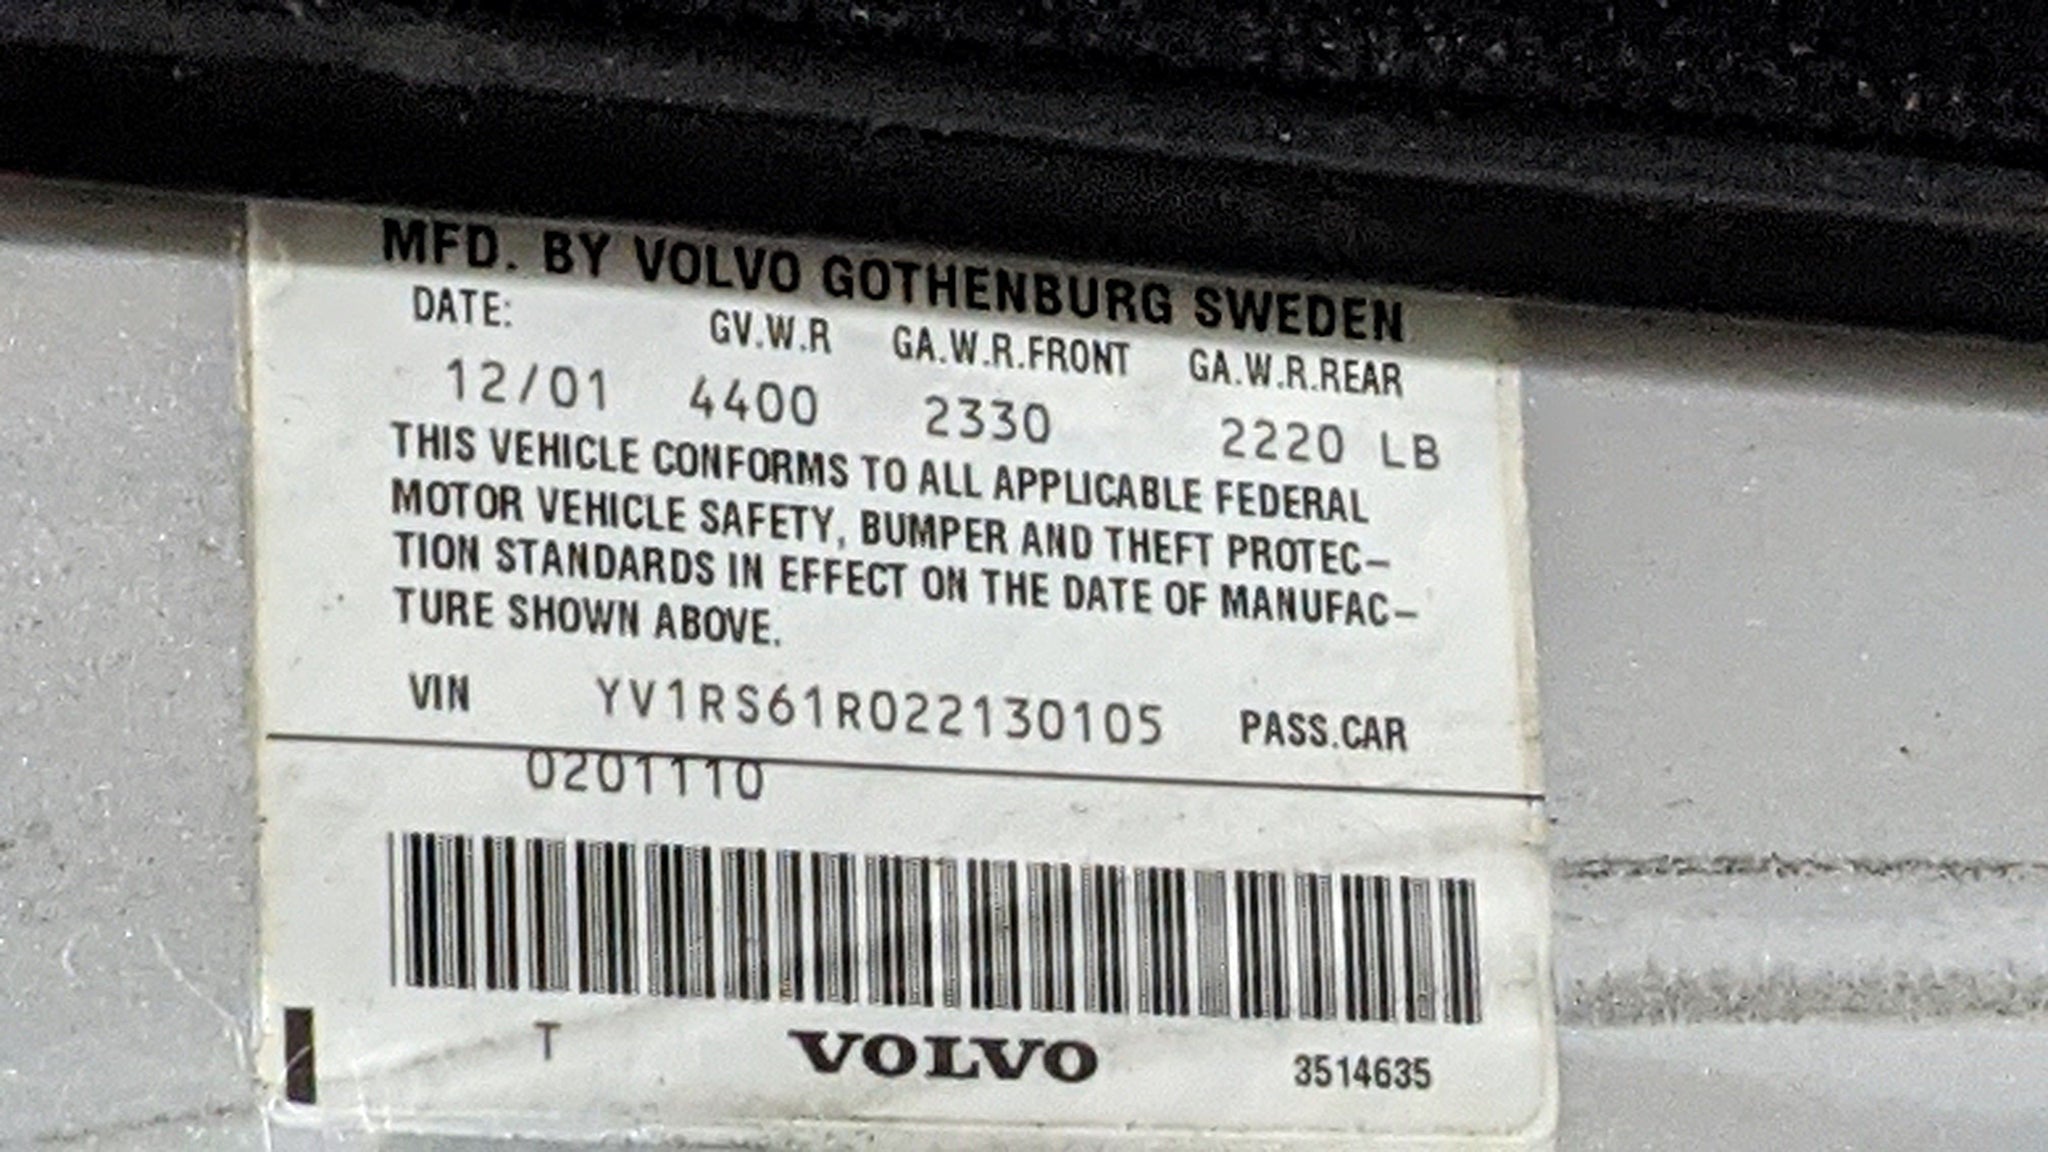 MFD. BY VOLVO GOTHENBURG SWEDEN
DATE: GV.W.R GA.W.R.FRONT GA.W.R.REAR
12/01 4400 2330 2220 LB
THIS VEHICLE CONFORMS TO ALL APPLICABLE FEDERAL
MOTOR VEHICLE SAFETY, BUMPER AND THEFT PROTEC-
TION STANDARDS IN EFFECT ON THE DATE OF MANUFAC-
TURE SHOWN ABOVE.
VIN YV1RS61R022130105 PASS.CAR
0201110
T VOLVO 3514635